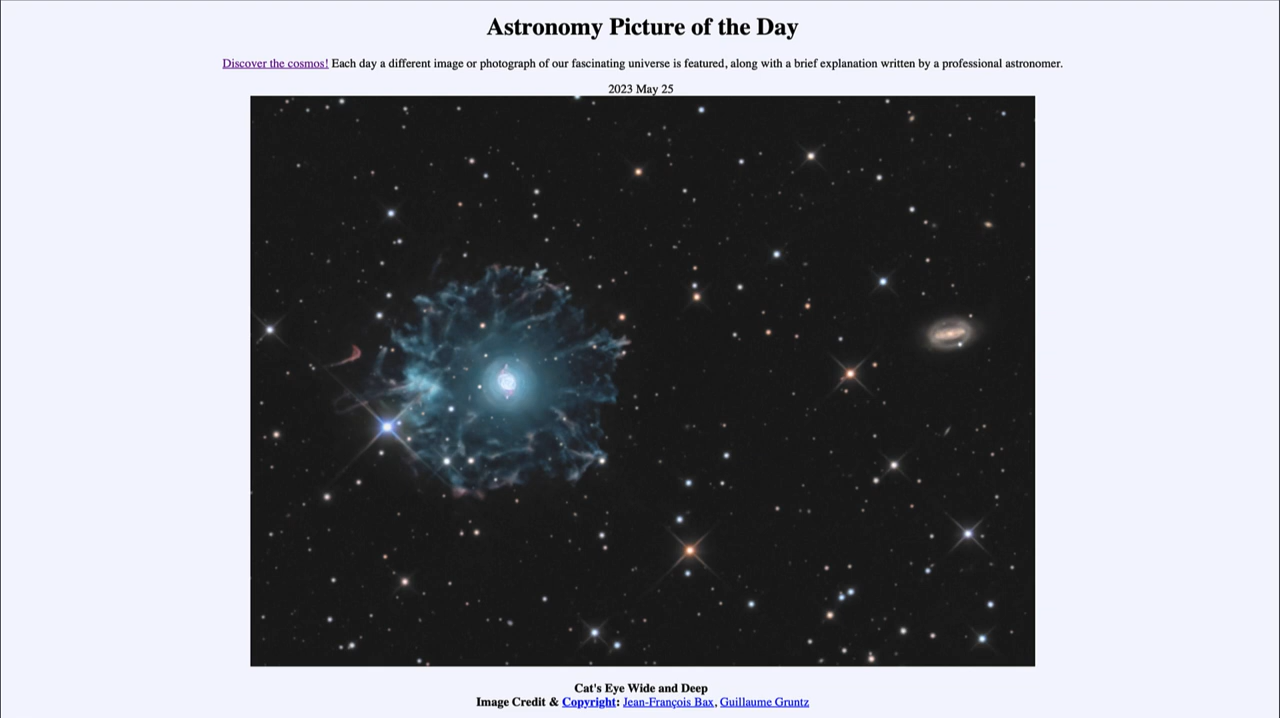 Astronomy Picture of the Day
Discover the cosmos! Each day a different image or photograph of our fascinating universe is featured, along with a brief explanation written by a professional astronomer.
2023 May 25
Cat's Eye Wide and Deep
Image Credit & Copyright: Jean-François Bax, Guillaume Gruntz